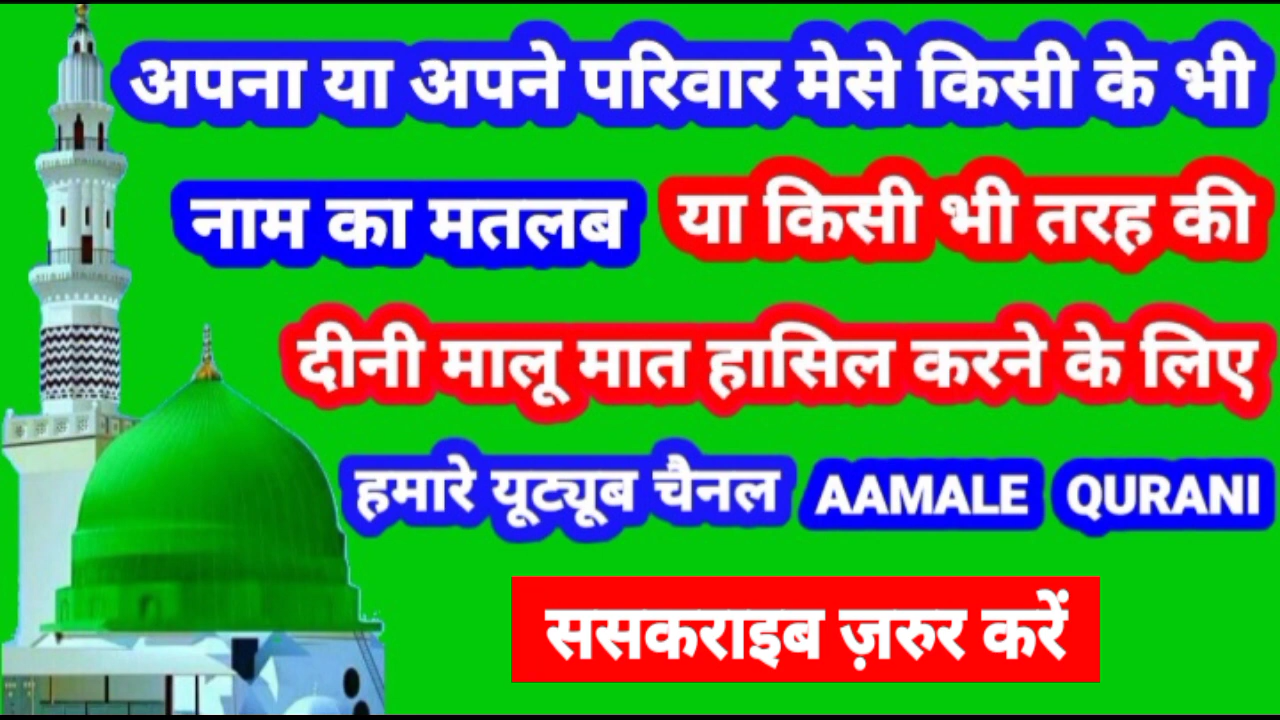 अपना या अपने परिवार मेसे किसी के भी
नाम का मतलब या किसी भी तरह की
दीनी मालू मात हासिल करने के लिए
हमारे यूट्यूब चैनल AAMALE QURANI
ससकराइब ज़रुर करें